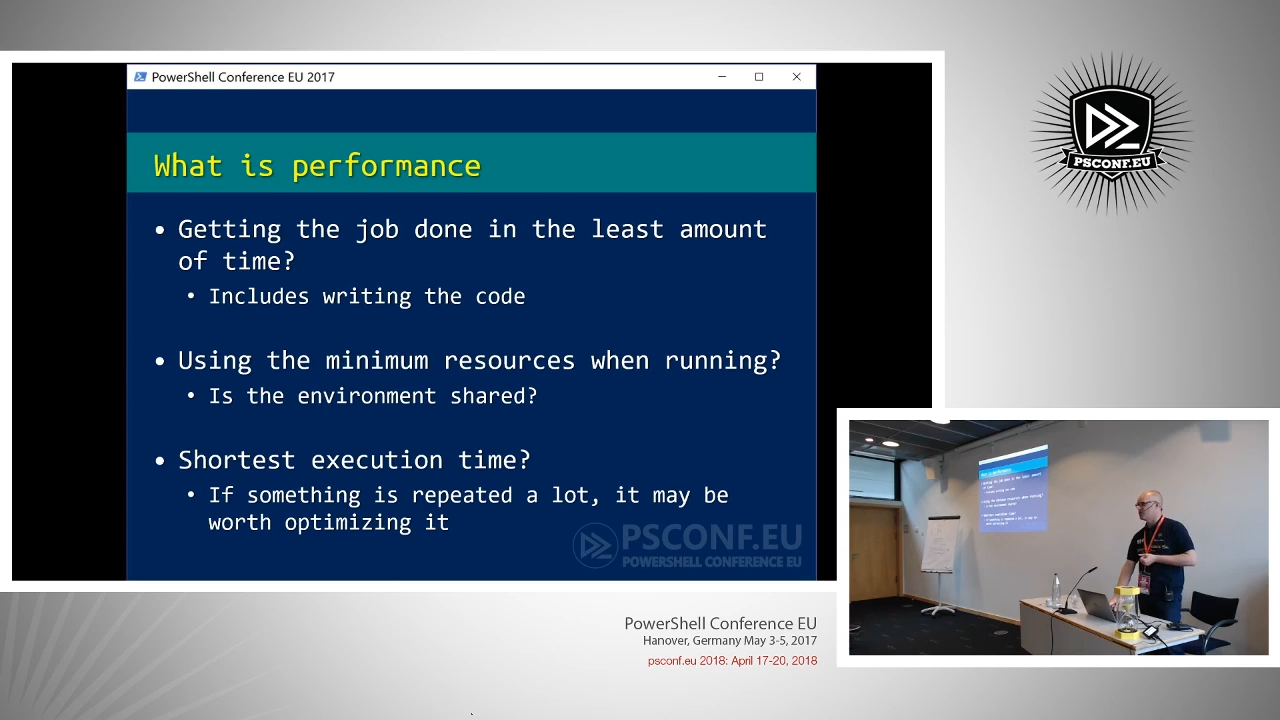 PowerShell Conference EU 2017
What is performance
• Getting the job done in the least amount
of time?
• Includes writing the code
• Using the minimum resources when running?
• Is the environment shared?
• Shortest execution time?
• If something is repeated a lot, it may be
worth optimizing it
PSCONF.EU
POWERSHELL CONFERENCE EU
PSCONF.EU
PowerShell Conference EU
Hanover, Germany May 3-5, 2017
psconf.eu 2018: April 17-20, 2018